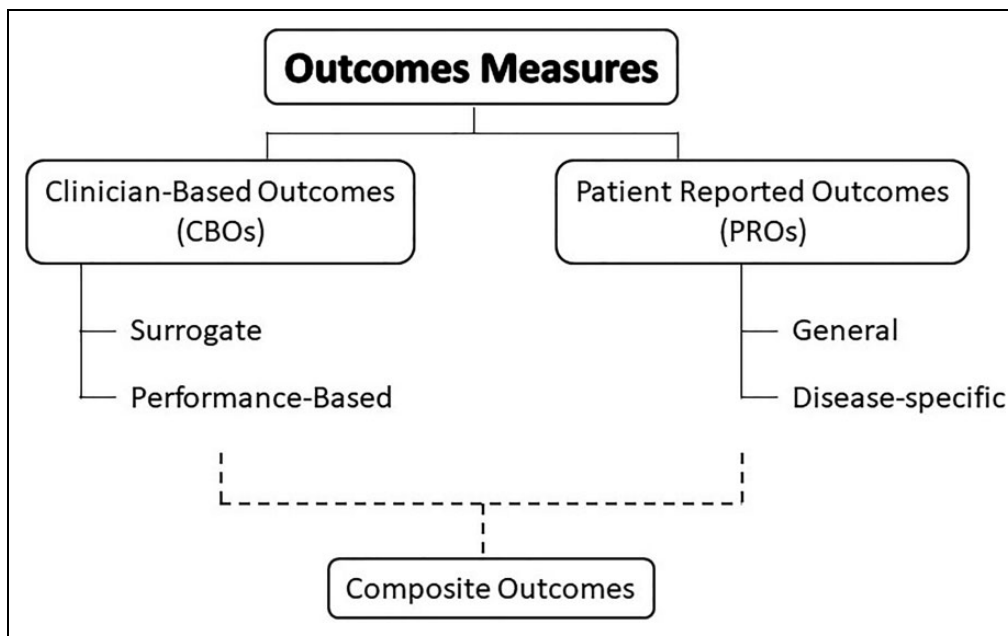 Outcomes Measures
Clinician-Based Outcomes
(CBOs)
Patient Reported Outcomes
(PROs)
Surrogate
Performance-Based
General
Disease-specific
Composite Outcomes